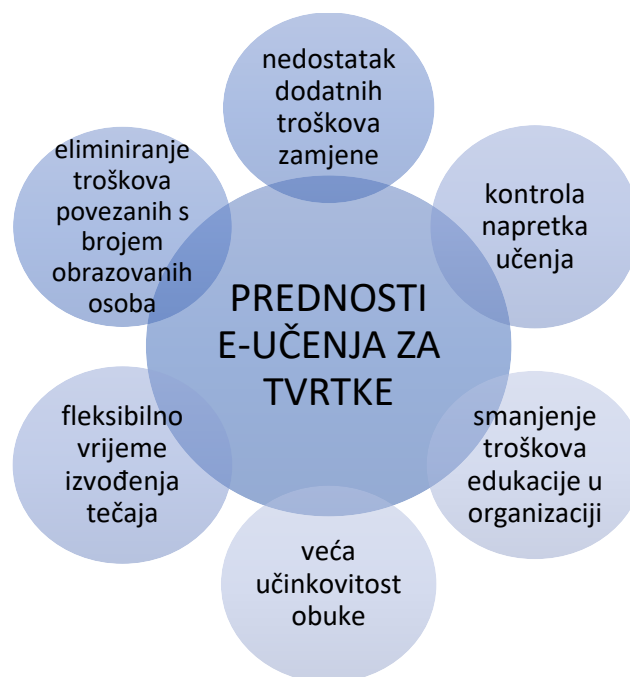 nedostatak
dodatnih
troškova
zamjene
kontrola
napretka
učenja
smanjenje
troškova
edukacije u
organizaciji
veća
učinkovitost
obuke
fleksibilno
vrijeme
izvođenja
tečaja
eliminiranje
troškova
povezanih s
brojem
obrazovanih
osoba
PREDNOSTI
E-UČENJA ZA
TVRTKE